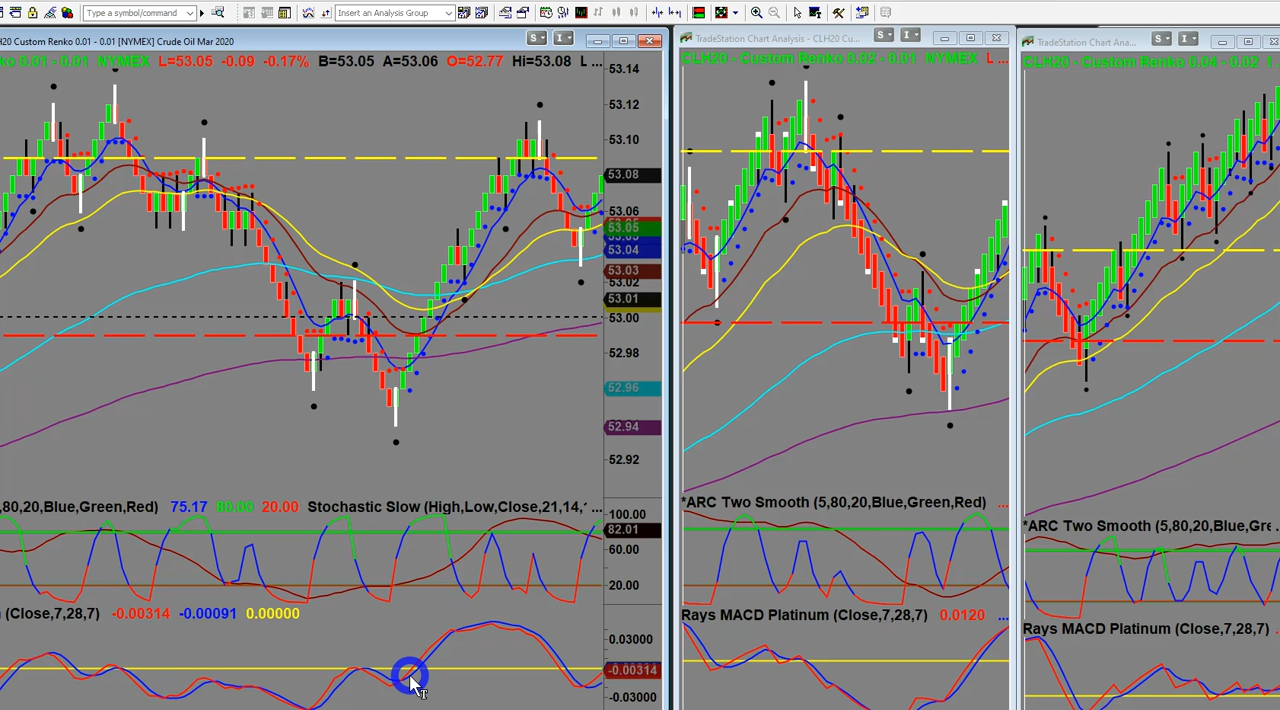 Type a symbol/command
Insert an Analysis Group
H20 Custom Renko 0.01 - 0.01 [NYMEX] Crude Oil Mar 2020
S
I
TradeStation Chart Analysis - CLH20 - Cu...
S
I
TradeStation Chart Ana...
S
I
ko 0.01 - 0.01 NYMEX L=53.05 -0.09 -0.17% B=53.05 A=53.06 O=52.77 Hi=53.08 L ...
CLH20 - Custom Renko 0.02 - 0.01 NYMEX L ...
CLH20 - Custom Renko 0.04 - 0.02
53.14
53.12
53.10
53.08
53.06
53.05
53.04
53.03
53.02
53.01
53.00
52.98
52.96
52.94
52.92
,80,20,Blue,Green,Red) 75.17 80.00 20.00 Stochastic Slow (High,Low,Close,21,14,...
100.00
82.01
60.00
20.00
*ARC Two Smooth (5,80,20,Blue,Green,Red) ...
*ARC Two Smooth (5,80,20,Blue,Gre...
(Close,7,28,7) -0.00314 -0.00091 0.00000
0.03000
-0.00314
-0.03000
Rays MACD Platinum (Close,7,28,7) 0.0120 ...
Rays MACD Platinum (Close,7,28,7)